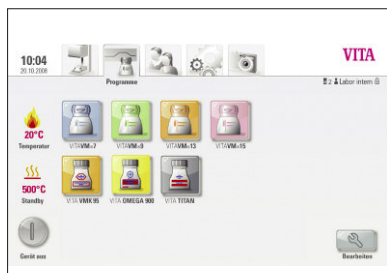 10:04
20.10.2008
Programme
VITA
2 Labor intern
20°C
Temperatur
VITAVM®7
VITAVM®9
VITAVM®13
VITAVM®15
500°C
Standby
VITA VMK 95
VITA OMEGA 900
VITA TITAN
Gerät aus
Bearbeiten